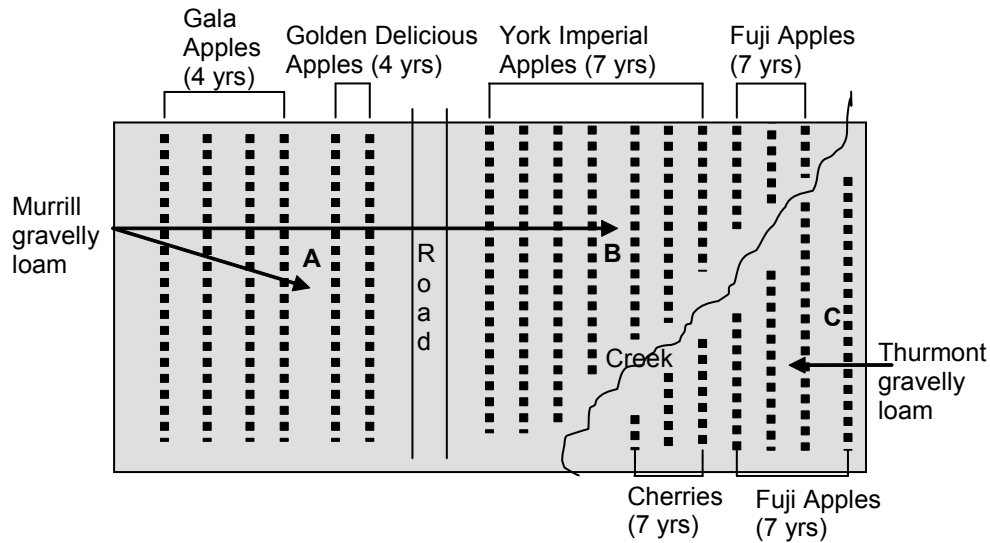 Gala
Apples
(4 yrs)
Golden Delicious
Apples (4 yrs)
York Imperial
Apples (7 yrs)
Fuji Apples
(7 yrs)
Murrill
gravelly
loam
A
R
o
a
d
B
Creek
C
Thurmont
gravelly
loam
Cherries
(7 yrs)
Fuji Apples
(7 yrs)